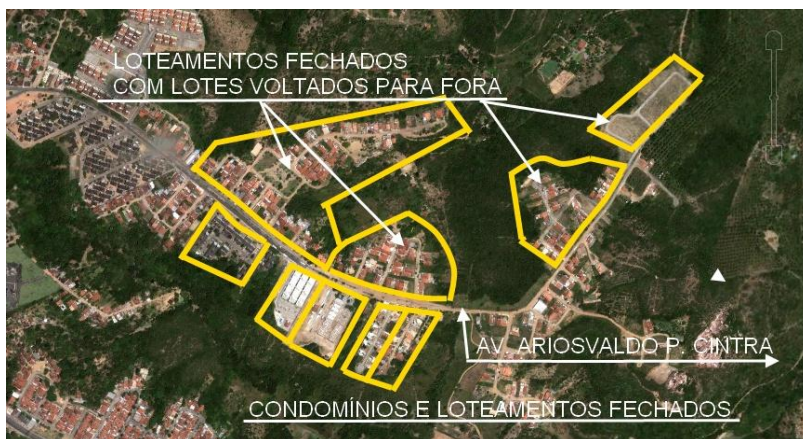 LOTEAMENTOS FECHADOS
COM LOTES VOLTADOS PARA FORA
AV. ARIOSVALDO P. CINTRA
CONDOMÍNIOS E LOTEAMENTOS FECHADOS